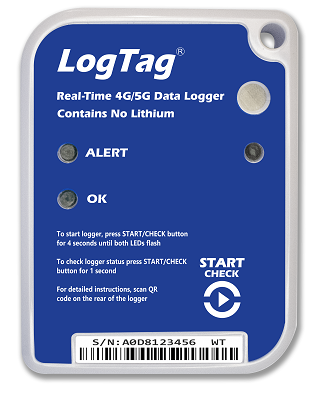 LogTag®
Real-Time 4G/5G Data Logger
Contains No Lithium
ALERT
OK
To start logger, press START/CHECK button
for 4 seconds until both LEDs flash
To check logger status press START/CHECK
button for 1 second
For detailed instructions, scan QR
code on the rear of the logger
START
CHECK
S/N:A0D8123456 WT